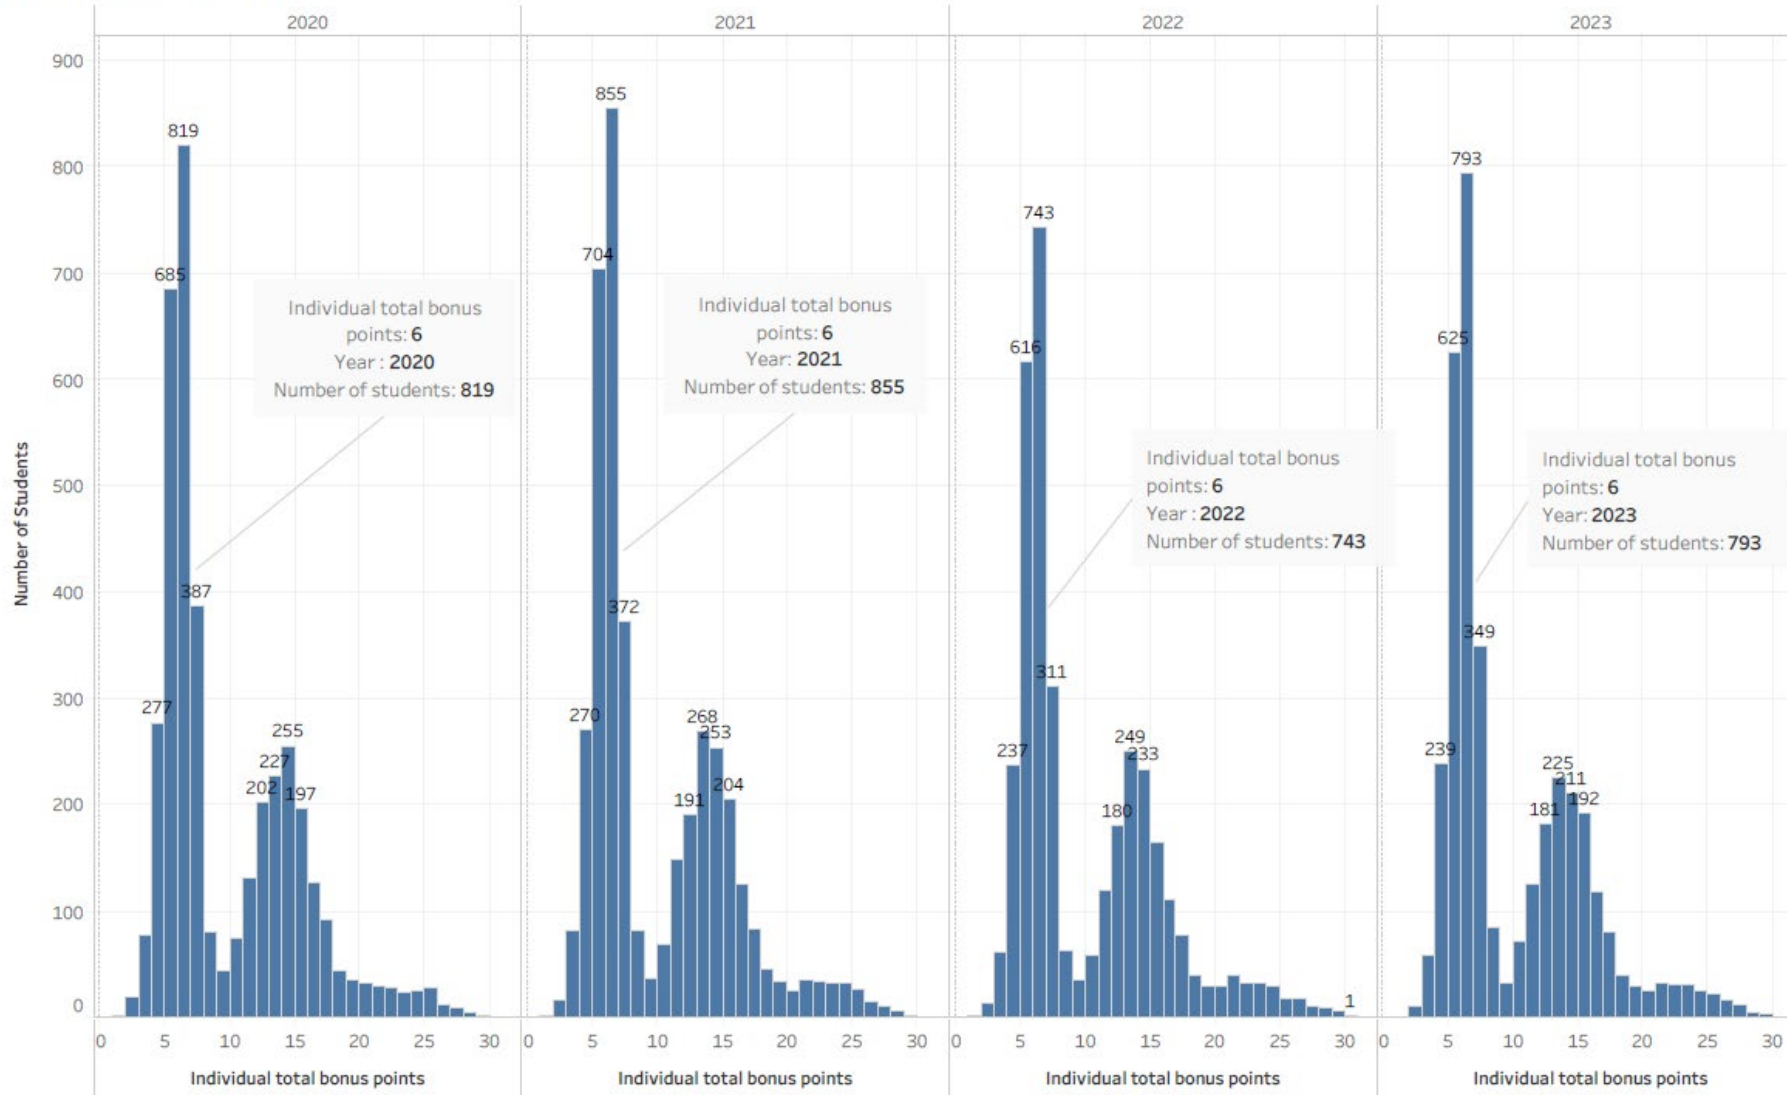 2020 2021 2022 2023
900
800
700
600
500
400
300
200
100
0
Number of Students
819
685
387
277
255
227
202
197
Individual total bonus
points: 6
Year : 2020
Number of students: 819
855
704
372
270
268
253
204
191
Individual total bonus
points: 6
Year: 2021
Number of students: 855
743
616
311
237
249
233
180
1
Individual total bonus
points: 6
Year : 2022
Number of students: 743
793
625
349
239
225
211
192
181
Individual total bonus
points: 6
Year: 2023
Number of students: 793
0 5 10 15 20 25 30 0 5 10 15 20 25 30 0 5 10 15 20 25 30 0 5 10 15 20 25 30
Individual total bonus points Individual total bonus points Individual total bonus points Individual total bonus points